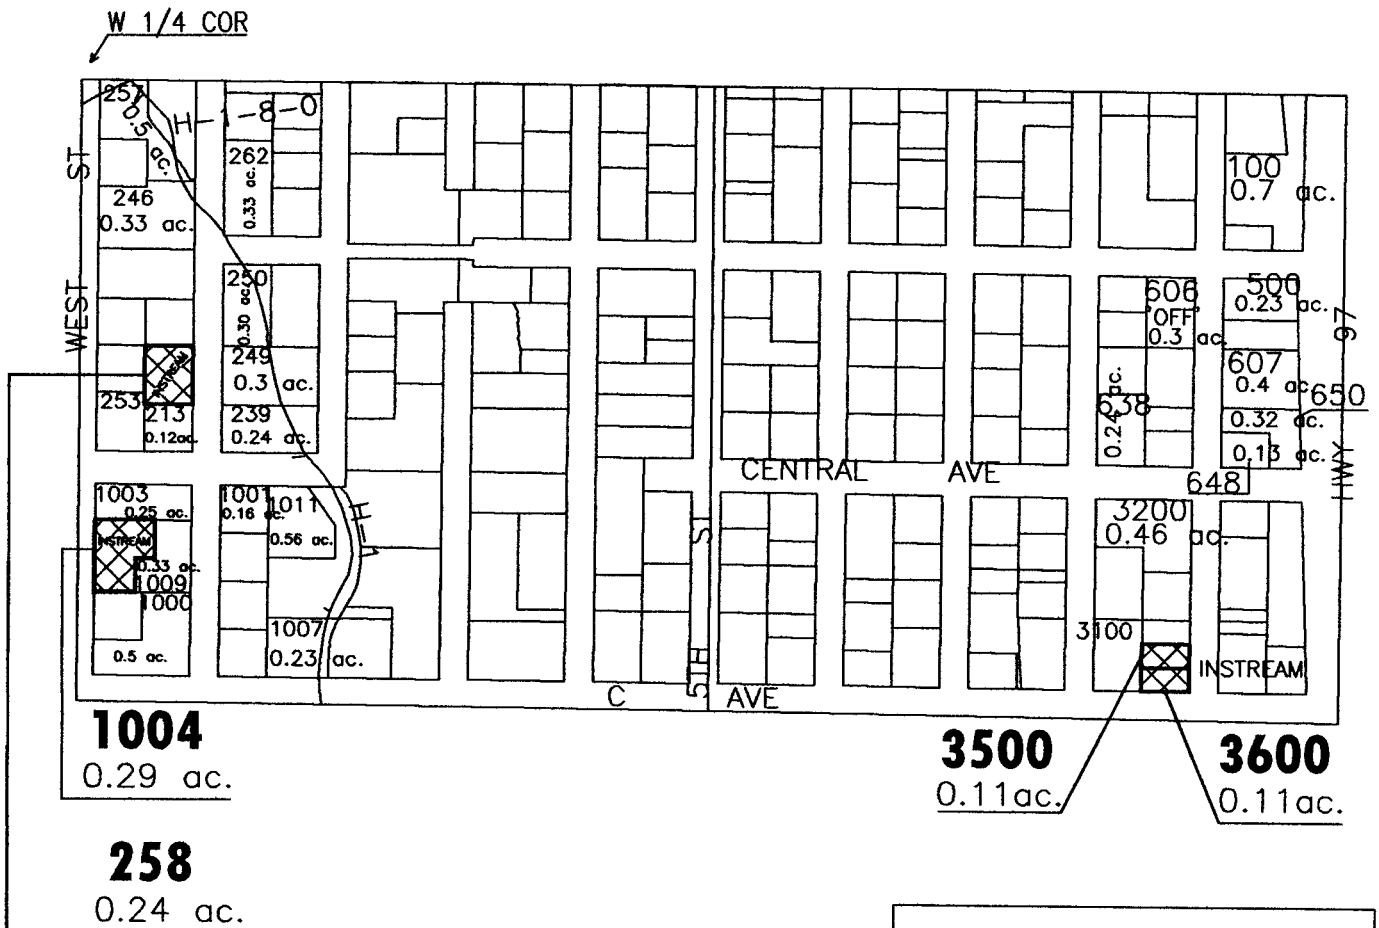 W 1/4 COR
257
0.5 ac.
H-1-8-0
262
0.33 ac.
ST
246
0.33 ac.
100
0.7 ac.
WEST
250
0.30 ac.
606
'OFF'
0.3 ac.
500
0.23 ac.
97
INSTREAM
249
0.3 ac.
607
0.4 ac.
650
253
213
0.12ac.
239
0.24 ac.
638
0.24 ac.
0.32 ac.
0.13 ac.
CENTRAL AVE
648
HWY
1003
0.25 ac.
1001
0.16 ac.
1011
0.56 ac.
3200
0.46 ac.
INSTREAM
0.33 ac.
1009
1000
ST
5TH
1007
0.23 ac.
3100
0.5 ac.
INSTREAM
C AVE
1004
0.29 ac.
3500
0.11ac.
3600
0.11ac.
258
0.24 ac.